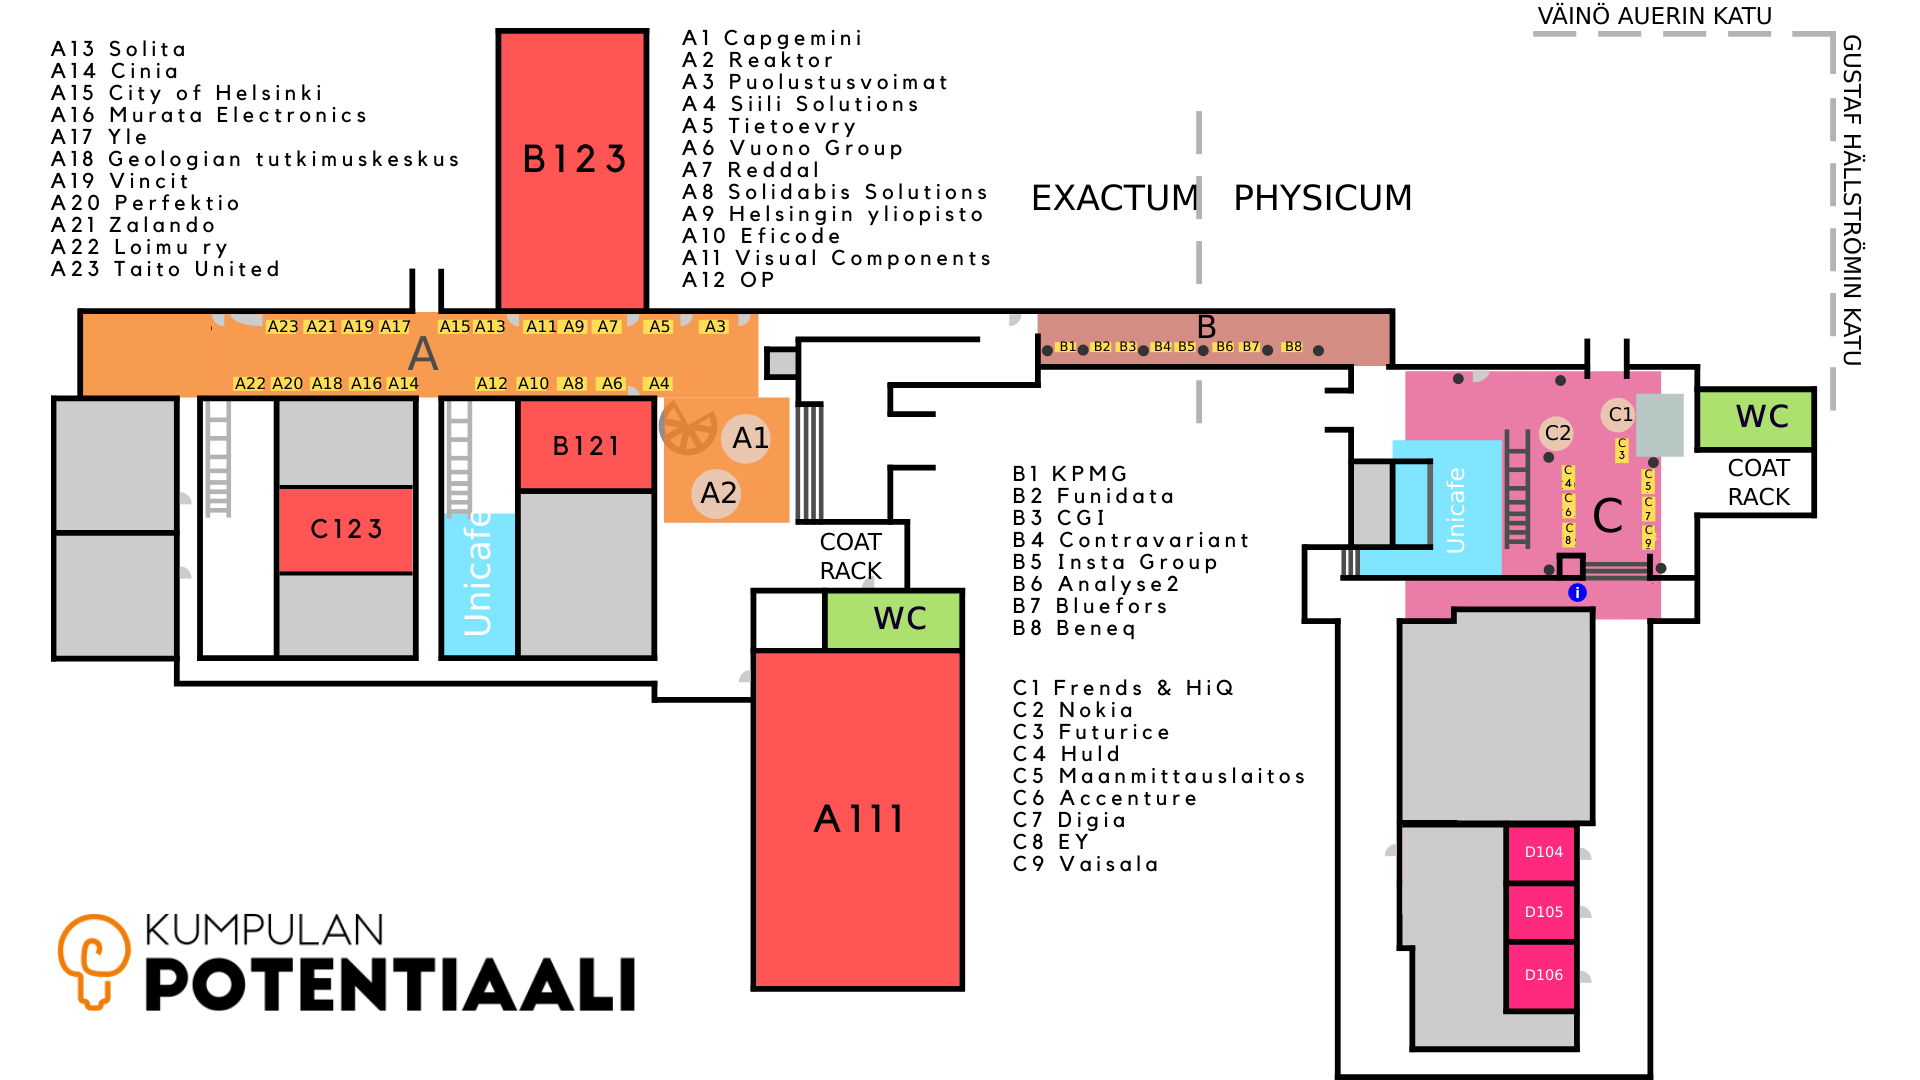 VÄINÖ AUERIN KATU
GUSTAF HÄLLSTRÖMIN KATU
A13 Solita
A14 Cinia
A15 City of Helsinki
A16 Murata Electronics
A17 Yle
A18 Geologian tutkimuskeskus
A19 Vincit
A20 Perfektio
A21 Zalando
A22 Loimu ry
A23 Taito United
B123
A1 Capgemini
A2 Reaktor
A3 Puolustusvoimat
A4 Siili Solutions
A5 Tietoevry
A6 Vuono Group
A7 Reddal
A8 Solidabis Solutions
A9 Helsingin yliopisto
A10 Eficode
A11 Visual Components
A12 OP
EXACTUM
PHYSICUM
A23 A21 A19 A17 A15 A13 A11 A9 A7 A5 A3
A
A22 A20 A18 A16 A14 A12 A10 A8 A6 A4
B
B1 B2 B3 B4 B5 B6 B7 B8
B121
A1
A2
C123
Unicafe
COAT
RACK
WC
A111
C1
C2
C3
C4
C5
C6
C7
C8
C9
C
Unicafe
i
WC
COAT
RACK
B1 KPMG
B2 Funidata
B3 CGI
B4 Contravariant
B5 Insta Group
B6 Analyse2
B7 Bluefors
B8 Beneq
C1 Frends & HiQ
C2 Nokia
C3 Futurice
C4 Huld
C5 Maanmittauslaitos
C6 Accenture
C7 Digia
C8 EY
C9 Vaisala
D104
D105
D106
KUMPULAN
POTENTIAALI